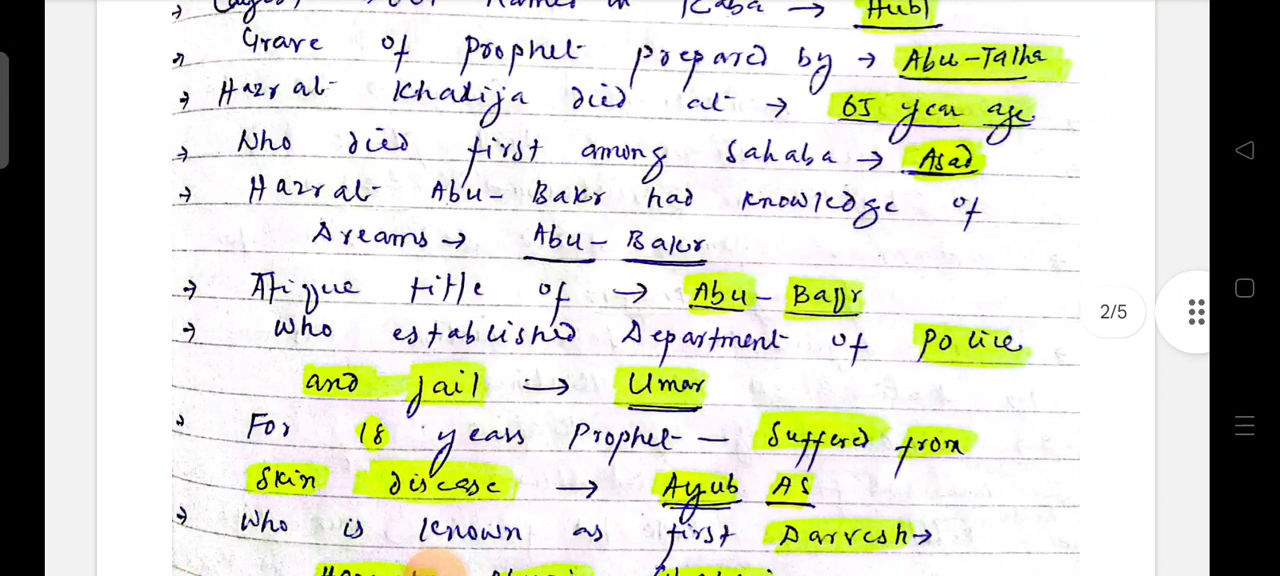 → Names in Kaba → Hubl
→ Grave of Prophet prepared by → Abu-Talha
→ Hazrat Khadija died at → 65 year age
→ Who died first among Sahaba → Asad
→ Hazrat Abu-Bakr had knowledge of
Dreams → Abu-Bakr
→ Atique title of → Abu-Bakr
2/5
→ Who established Department of Police
and jail → Umar
→ For 18 years Prophet - Suffered from
Skin disease → Ayub AS
→ Who is known as first Darvesh →